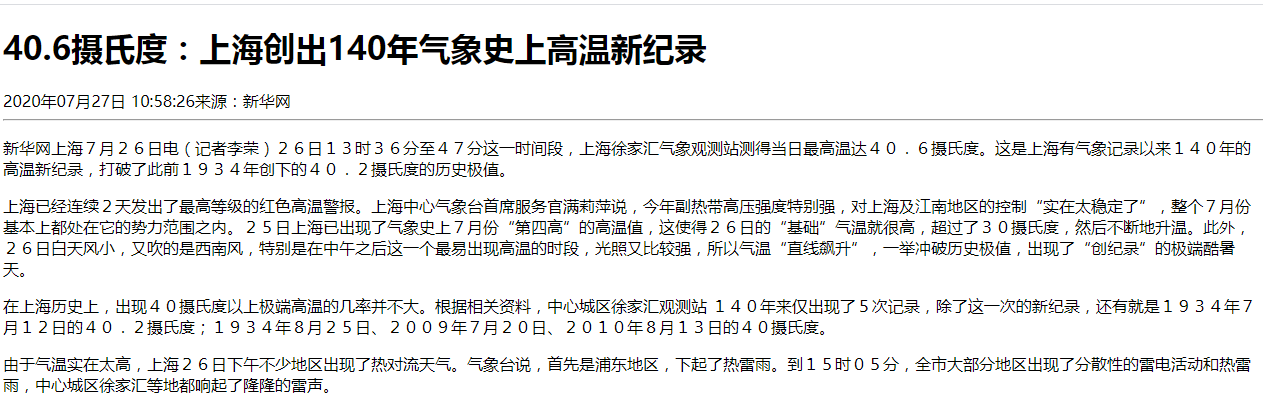 40.6摄氏度：上海创出140年气象史上高温新纪录
2020年07月27日 10:58:26来源：新华网
新华网上海７月２６日电（记者李荣）２６日１３时３６分至４７分这一时间段，上海徐家汇气象观测站测得当日最高温达４０．６摄氏度。这是上海有气象记录以来１４０年的
高温新纪录，打破了此前１９３４年创下的４０．２摄氏度的历史极值。
上海已经连续２天发出了最高等级的红色高温警报。上海中心气象台首席服务官满莉萍说，今年副热带高压强度特别强，对上海及江南地区的控制“实在太稳定了”，整个７月份
基本上都处在它的势力范围之内。２５日上海已出现了气象史上７月份“第四高”的高温值，这使得２６日的“基础”气温就很高，超过了３０摄氏度，然后不断地升温。此外，
２６日白天风小，又吹的是西南风，特别是在中午之后这一个最易出现高温的时段，光照又比较强，所以气温“直线飙升”，一举冲破历史极值，出现了“创纪录”的极端酷暑
天。
在上海历史上，出现４０摄氏度以上极端高温的几率并不大。根据相关资料，中心城区徐家汇观测站 １４０年来仅出现了５次记录，除了这一次的新纪录，还有就是１９３４年７
月１２日的４０．２摄氏度；１９３４年８月２５日、２００９年７月２０日、２０１０年８月１３日的４０摄氏度。
由于气温实在太高，上海２６日下午不少地区出现了热对流天气。气象台说，首先是浦东地区，下起了热雷雨。到１５时０５分，全市大部分地区出现了分散性的雷电活动和热雷
雨，中心城区徐家汇等地都响起了隆隆的雷声。